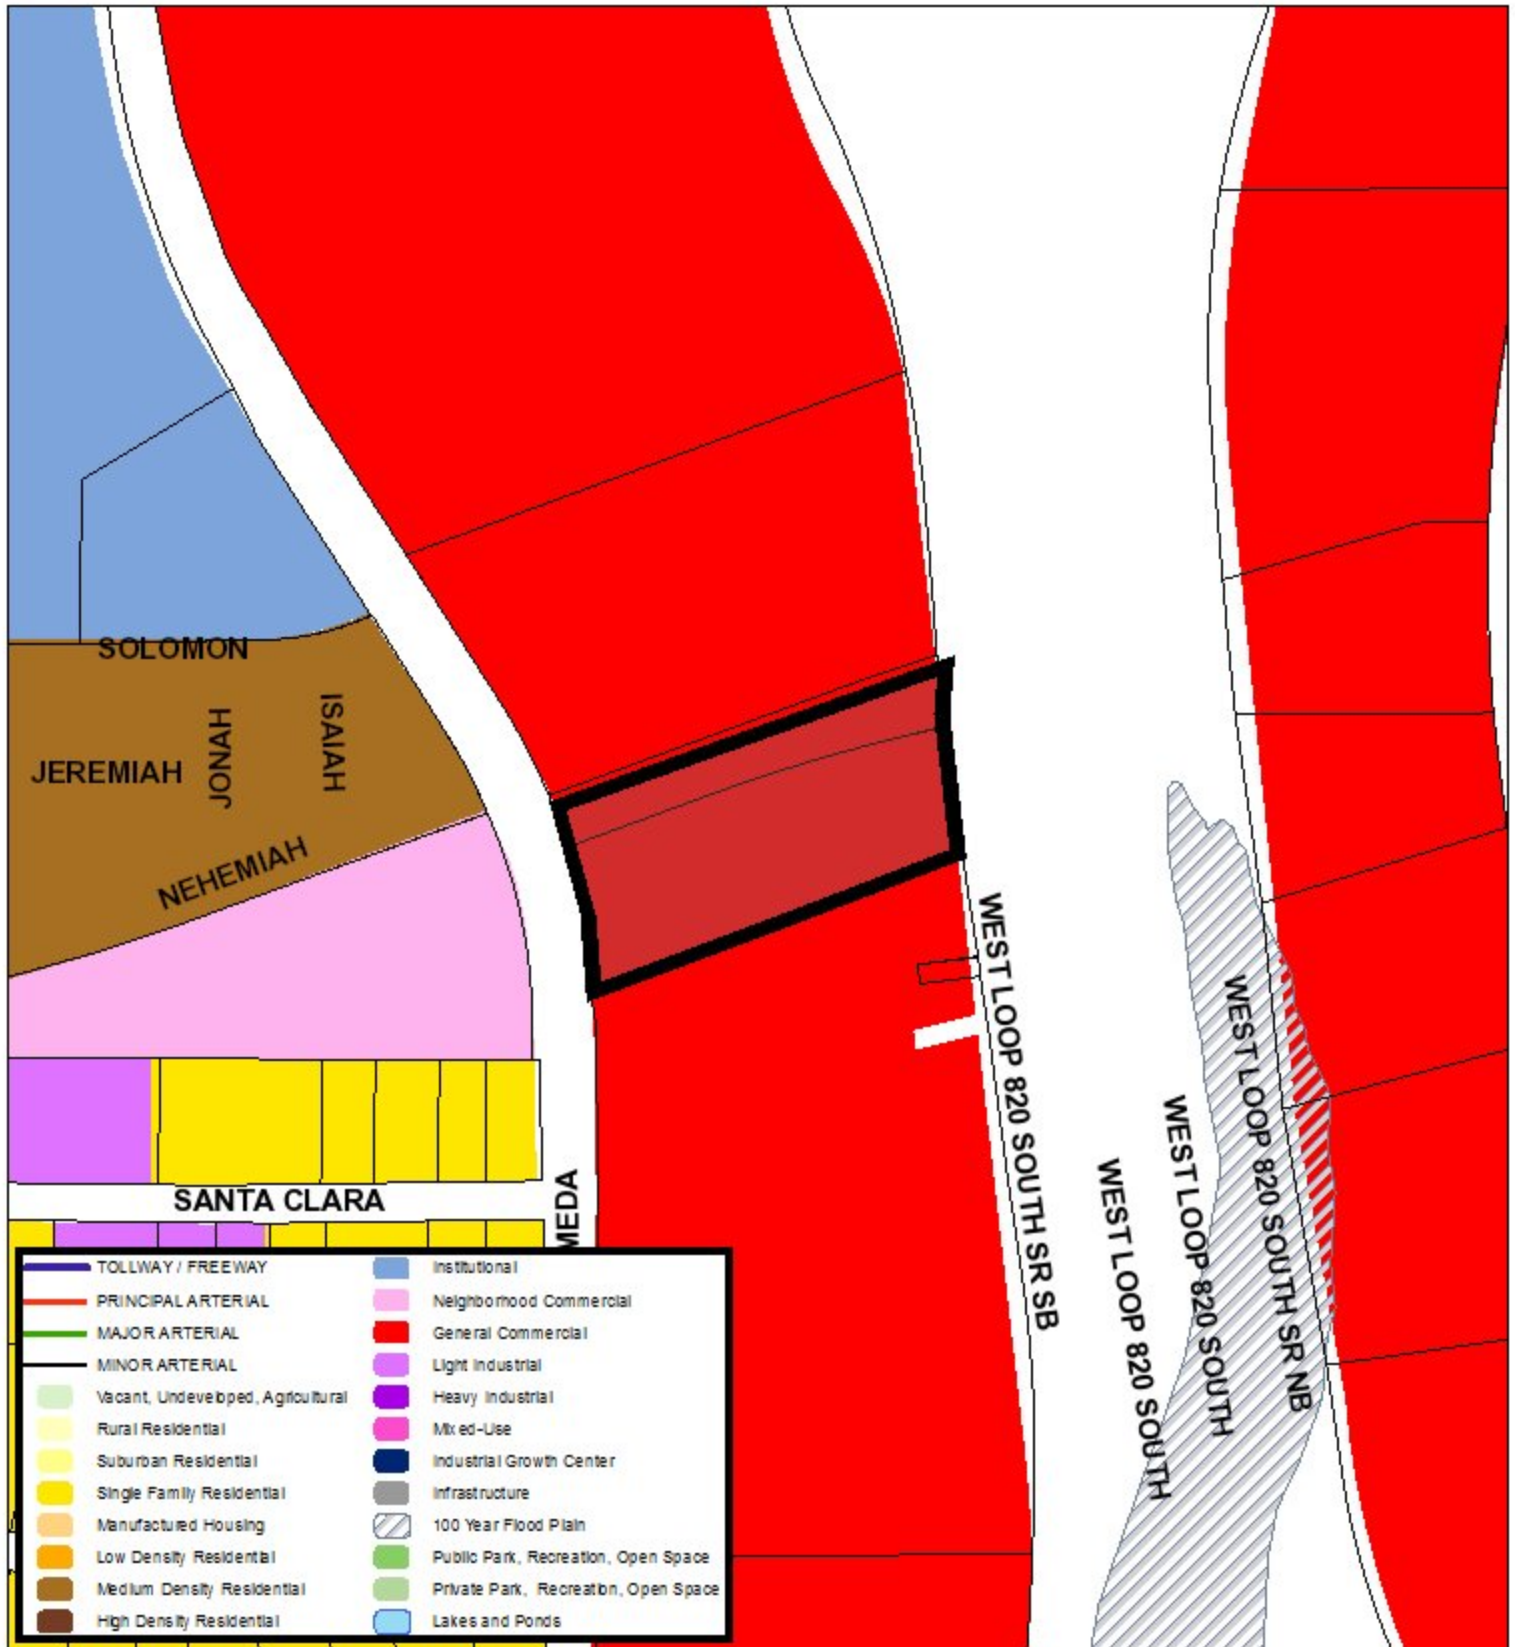 SOLOMON
ISAIAH
JONAH
JEREMIAH
NEHEMIAH
WEST LOOP 820 SOUTH SR SB
WEST LOOP 820 SOUTH SR NB
WEST LOOP 820 SOUTH
WEST LOOP 820 SOUTH
SANTA CLARA
MEDA
TOLLWAY / FREEWAY
PRINCIPAL ARTERIAL
MAJOR ARTERIAL
MINOR ARTERIAL
Vacant, Undeveloped, Agricultural
Rural Residential
Suburban Residential
Single Family Residential
Manufactured Housing
Low Density Residential
Medium Density Residential
High Density Residential
Institutional
Neighborhood Commercial
General Commercial
Light Industrial
Heavy Industrial
Mixed-Use
Industrial Growth Center
Infrastructure
100 Year Flood Plain
Public Park, Recreation, Open Space
Private Park, Recreation, Open Space
Lakes and Ponds